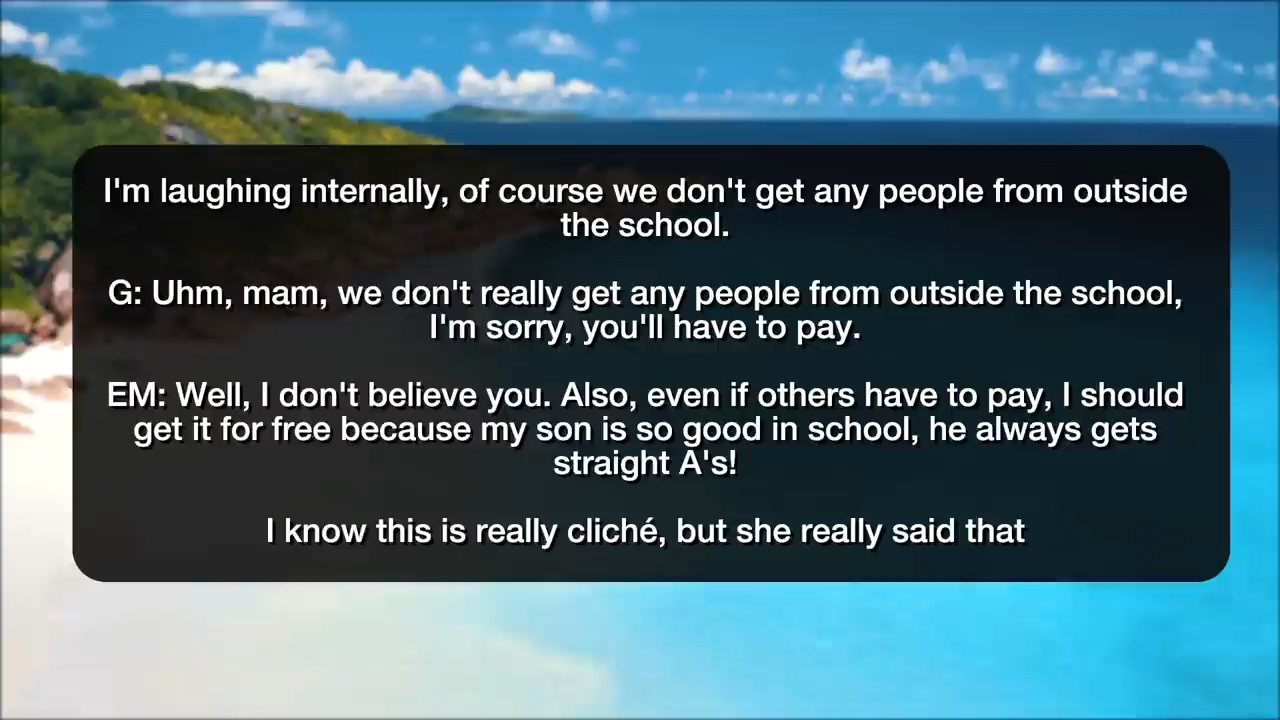 I'm laughing internally, of course we don't get any people from outside
the school.
G: Uhm, mam, we don't really get any people from outside the school,
I'm sorry, you'll have to pay.
EM: Well, I don't believe you. Also, even if others have to pay, I should
get it for free because my son is so good in school, he always gets
straight A's!
I know this is really cliché, but she really said that